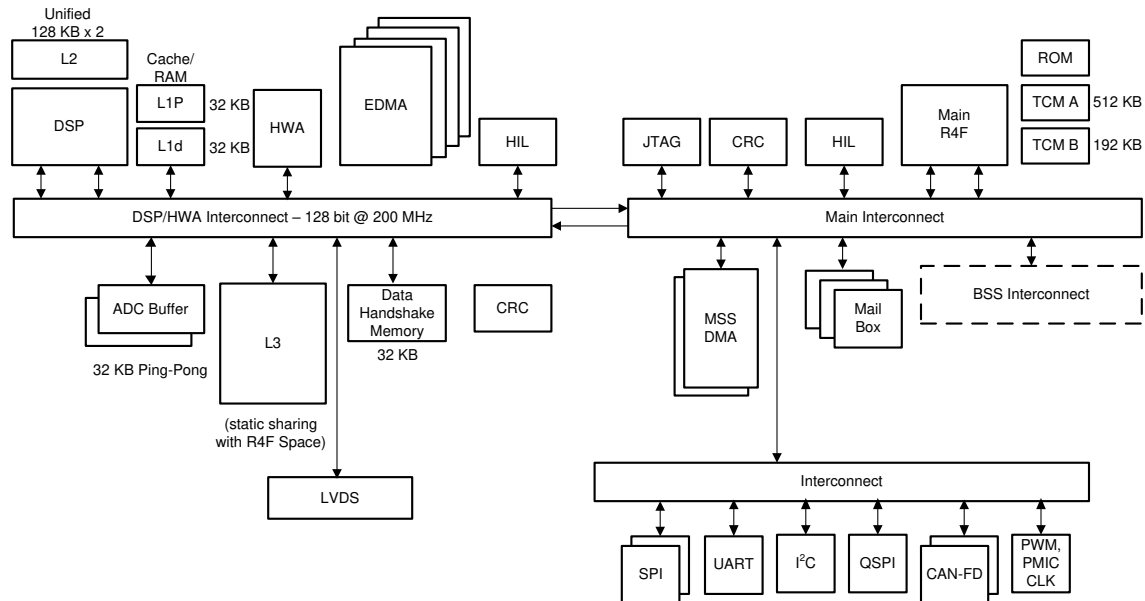 Unified
128 KB x 2
L2
Cache/
RAM
DSP
L1P
32 KB
L1d
32 KB
HWA
EDMA
HIL
JTAG
CRC
HIL
Main
R4F
ROM
TCM A
512 KB
TCM B
192 KB
DSP/HWA Interconnect – 128 bit @ 200 MHz
Main Interconnect
ADC Buffer
32 KB Ping-Pong
L3
(static sharing
with R4F Space)
Data
Handshake
Memory
32 KB
CRC
LVDS
MSS
DMA
Mail
Box
BSS Interconnect
Interconnect
SPI
UART
I²C
QSPI
CAN-FD
PWM,
PMIC
CLK